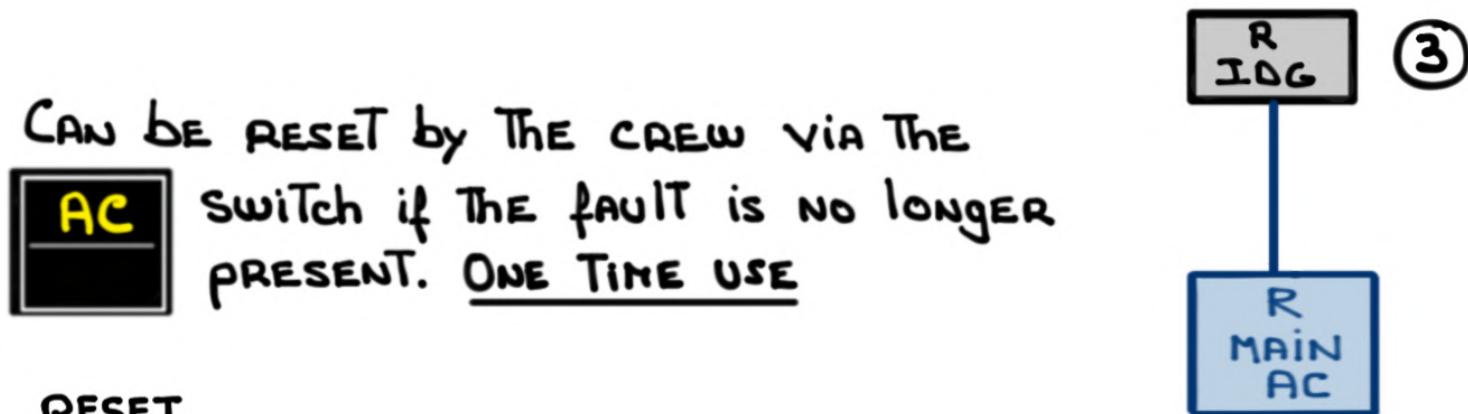 R
IDG
3
CAN bE RESET by ThE CREW ViA ThE
AC
SwiTch if ThE fAulT is No loNgER
PRESENT. ONE TiME USE
R
MAiN
AC
RESET